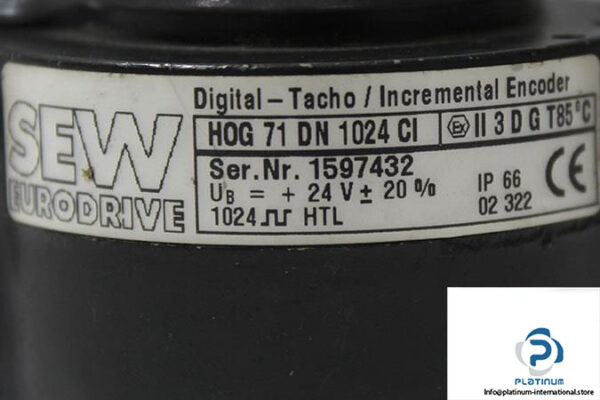 SEW
EURODRIVE
Digital – Tacho / Incremental Encoder
HOG 71 DN 1024 CI
Ex II 3 D G T85°C
Ser.Nr. 1597432
UB = + 24 V ± 20 %
IP 66
CE
1024 HTL
02 322
PLATINUM
Info@platinum-international.store